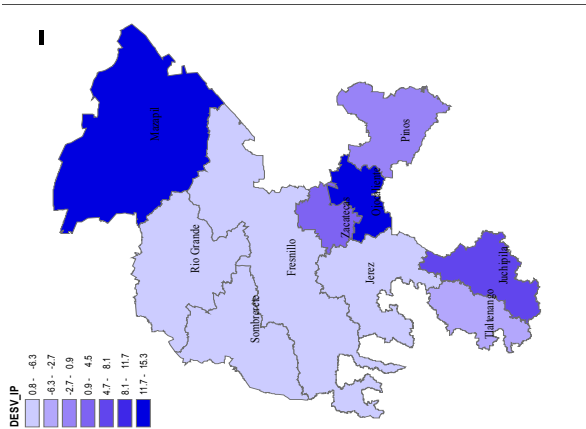 I
Mazapil
Pinos
Zacatecas
Rio Grande
Fresnillo
Jerez
Juchipila
Tlaltenango
Sombrerete
DESV_IP
0.8 - -6.3
-6.3 - -2.7
-2.7 - 0.9
0.9 - 4.5
4.7 - 8.1
8.1 - 11.7
11.7 - 15.3